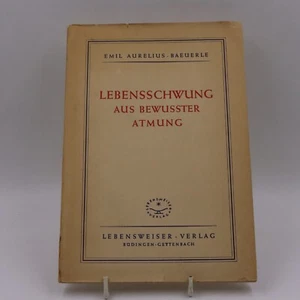 EMIL AURELIUS-BAEUERLE
LEBENSSCHWUNG
AUS BEWUSSTER
ATMUNG
LEBENSWEISER-VERLAG
BÜDINGEN-GETTENBACH